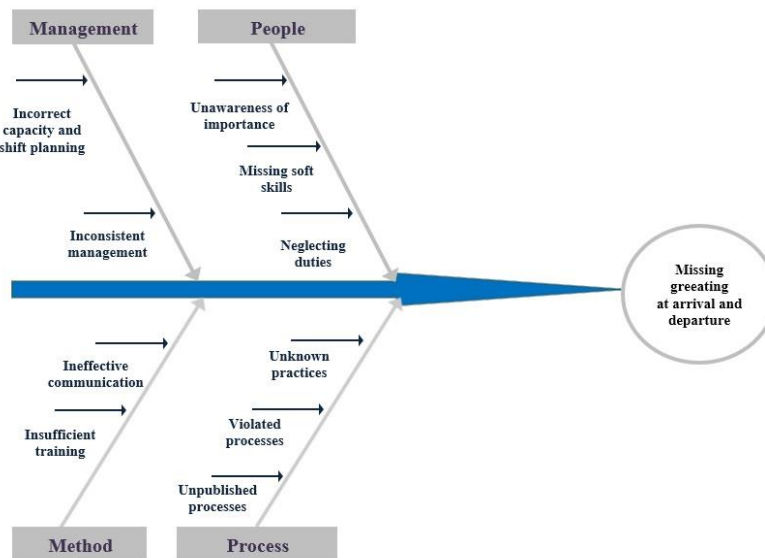 Management
People
Incorrect
capacity and
shift planning
Unawareness of
importance
Missing soft
skills
Inconsistent
management
Neglecting
duties
Missing
greeating
at arrival and
departure
Ineffective
communication
Unknown
practices
Insufficient
training
Violated
processes
Unpublished
processes
Method
Process